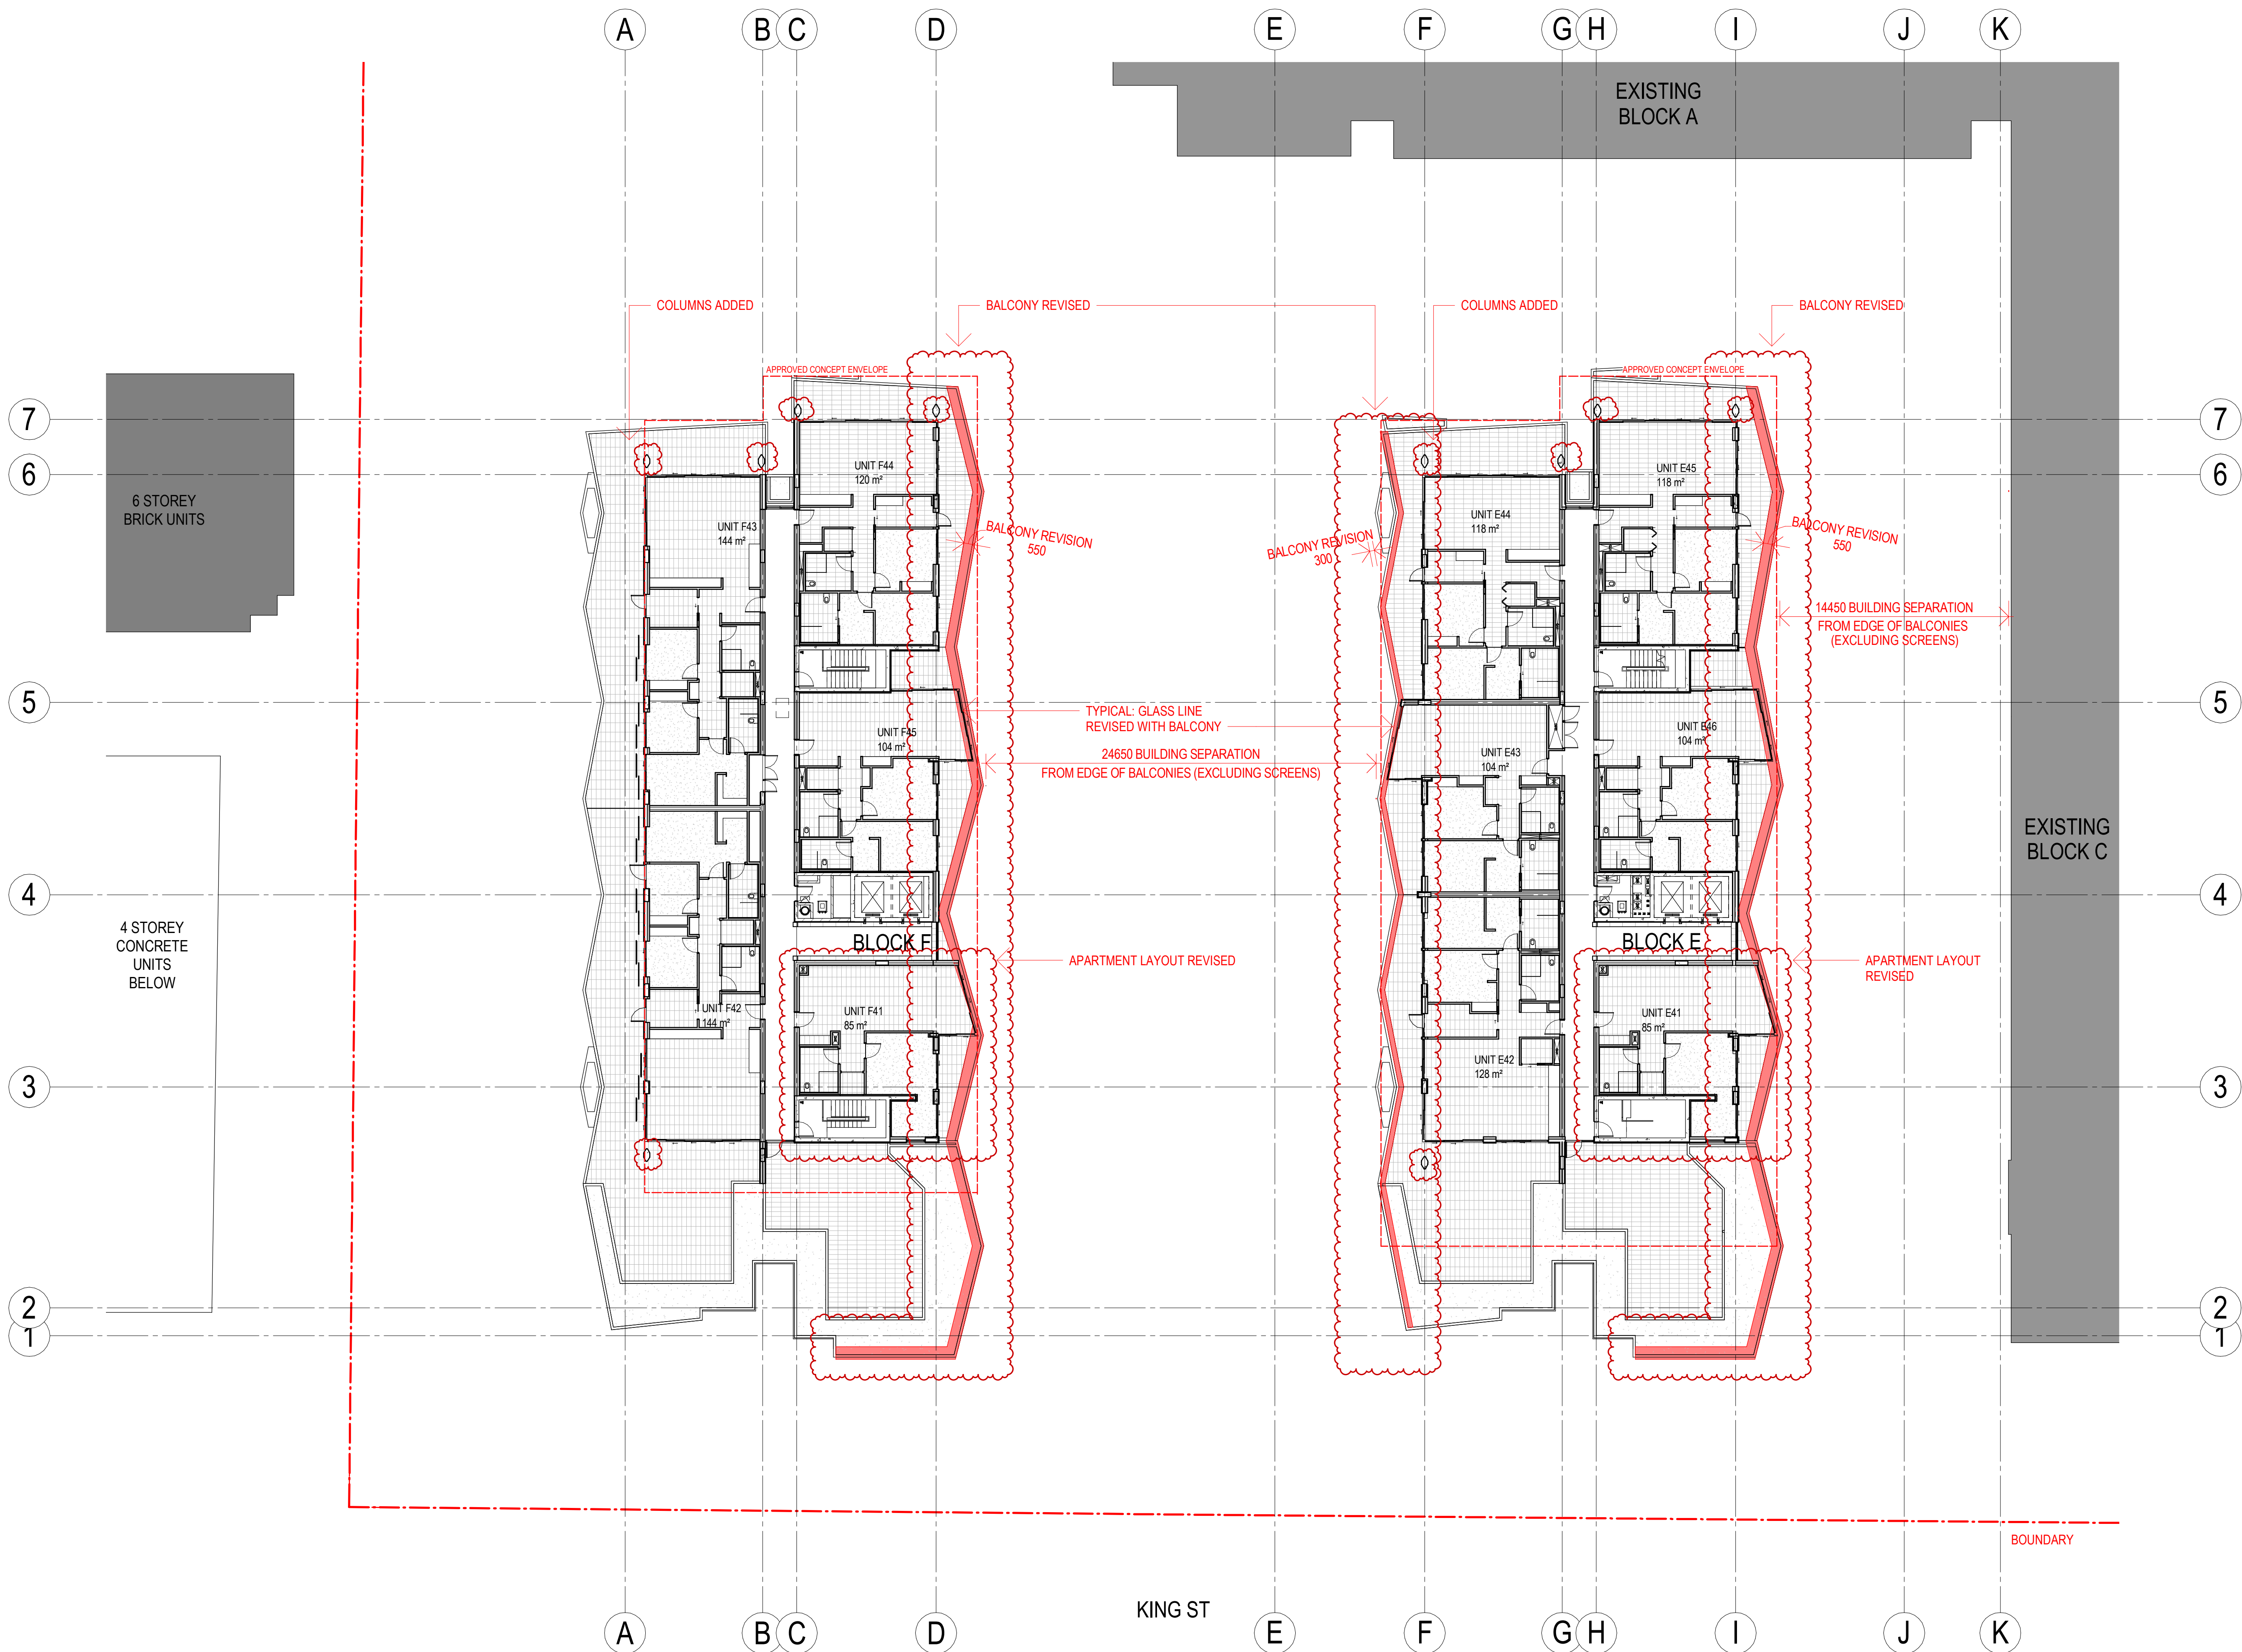 A
B
C
D
E
F
G
H
I
J
K
EXISTING
BLOCK A
COLUMNS ADDED
BALCONY REVISED
COLUMNS ADDED
BALCONY REVISED
APPROVED CONCEPT ENVELOPE
APPROVED CONCEPT ENVELOPE
7
7
6
6
6 STOREY
BRICK UNITS
UNIT F44
120 m²
UNIT E45
118 m²
UNIT F43
144 m²
UNIT E44
118 m²
BALCONY REVISION
550
BALCONY REVISION
300
BALCONY REVISION
550
14450 BUILDING SEPARATION
FROM EDGE OF BALCONIES
(EXCLUDING SCREENS)
5
5
TYPICAL: GLASS LINE
REVISED WITH BALCONY
UNIT F45
104 m²
UNIT E43
104 m²
UNIT E46
104 m²
24650 BUILDING SEPARATION
FROM EDGE OF BALCONIES (EXCLUDING SCREENS)
EXISTING
BLOCK C
4
4
4 STOREY
CONCRETE
UNITS
BELOW
BLOCK F
BLOCK E
APARTMENT LAYOUT REVISED
APARTMENT LAYOUT
REVISED
UNIT F42
144 m²
UNIT F41
85 m²
UNIT E41
85 m²
UNIT E42
128 m²
3
3
2
2
1
1
BOUNDARY
KING ST
A
B
C
D
E
F
G
H
I
J
K